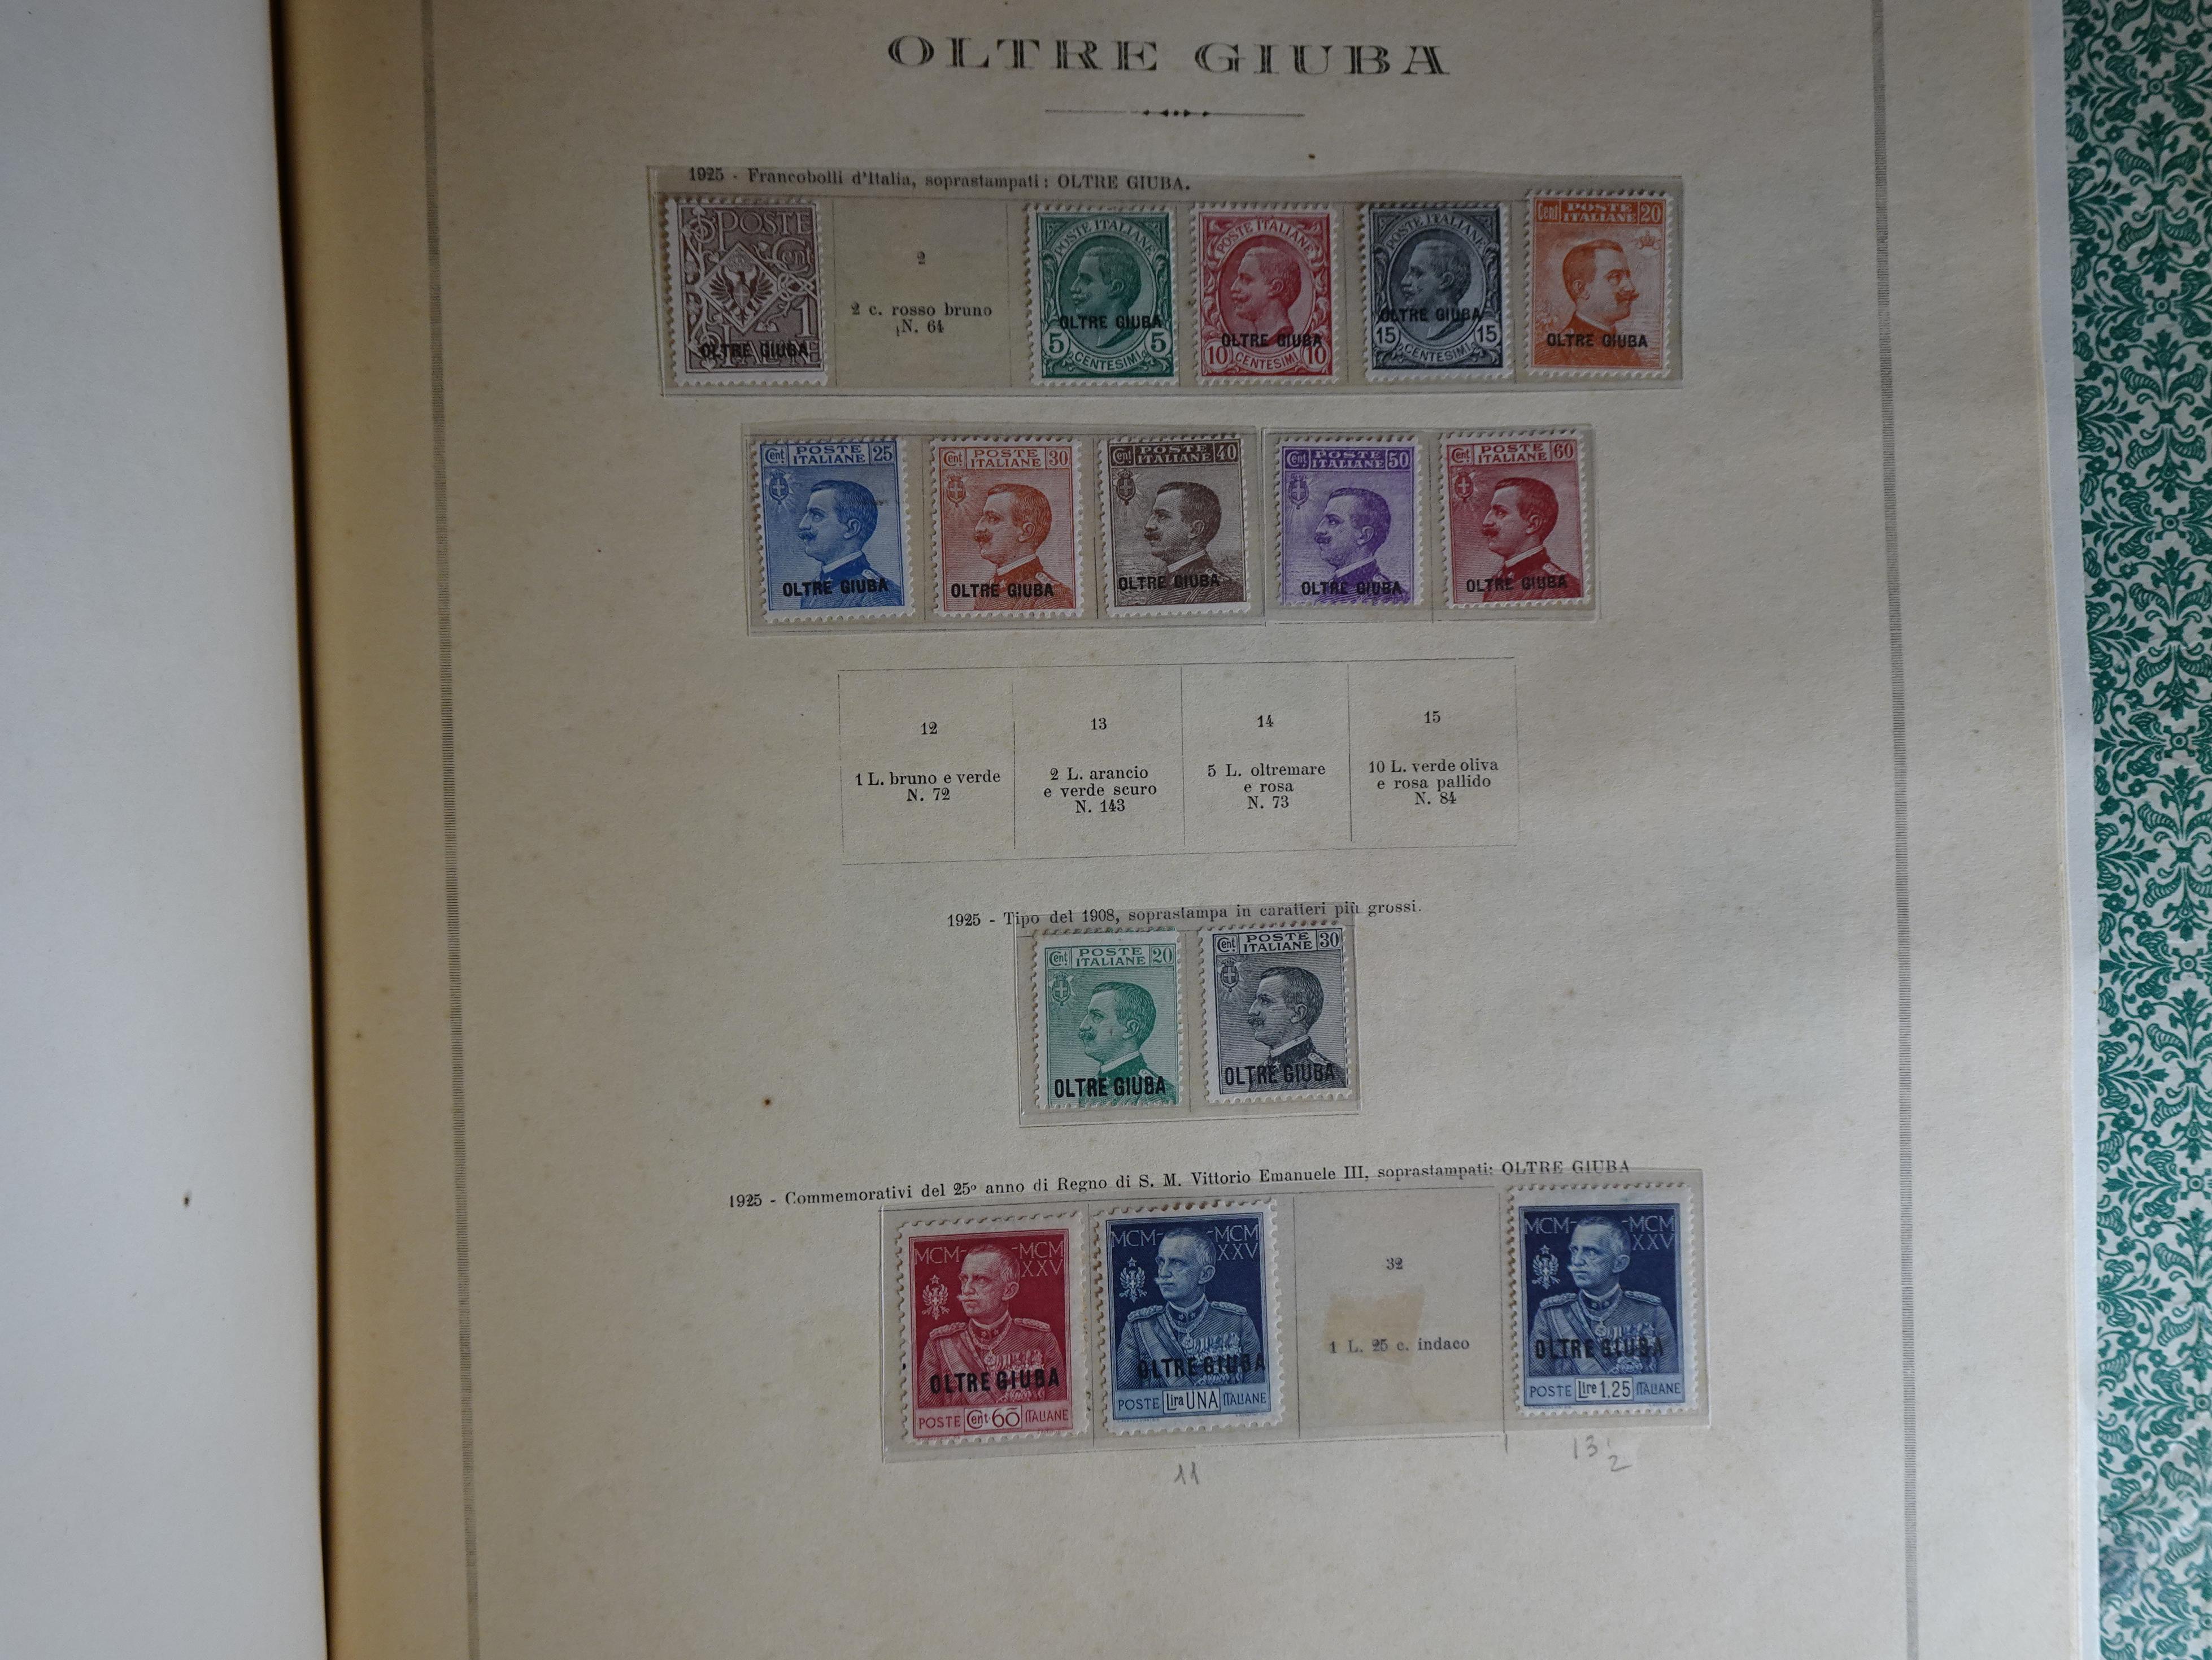 OLTRE GIUBA
1925 - Francobolli d'Italia, soprastampati: OLTRE GIUBA.
POSTE
Cent
1
OLTRE GIUBA
2
2 c. rosso bruno
N. 64
POSTE ITALIANE
OLTRE GIUBA
5 CENTESIMI 5
POSTE ITALIANE
OLTRE GIUBA
10 CENTESIMI 10
POSTE ITALIANE
OLTRE GIUBA
15 CENTESIMI 15
Cent POSTE ITALIANE 20
OLTRE GIUBA
Cent. POSTE ITALIANE 25
OLTRE GIUBA
Cent. POSTE ITALIANE 30
OLTRE GIUBA
Cent. POSTE ITALIANE 40
OLTRE GIUBA
Cent. POSTE ITALIANE 50
OLTRE GIUBA
Cent. POSTE ITALIANE 60
OLTRE GIUBA
12
1 L. bruno e verde
N. 72
13
2 L. arancio
e verde scuro
N. 143
14
5 L. oltremare
e rosa
N. 73
15
10 L. verde oliva
e rosa pallido
N. 84
1925 - Tipo del 1908, soprastampa in caratteri più grossi.
Cent. POSTE ITALIANE 20
OLTRE GIUBA
Cent. POSTE ITALIANE 30
OLTRE GIUBA
1925 - Commemorativi del 25º anno di Regno di S. M. Vittorio Emanuele III, soprastampati: OLTRE GIUBA
MCM- -MCM
XXV
OLTRE GIUBA
POSTE Cent 60 ITALIANE
MCM- -MCM
XXV
OLTRE GIUBA
POSTE Lira UNA ITALIANE
32
1 L. 25 c. indaco
MCM- -MCM
XXV
OLTRE GIUBA
POSTE Lire 1.25 ITALIANE
11
13 1/2